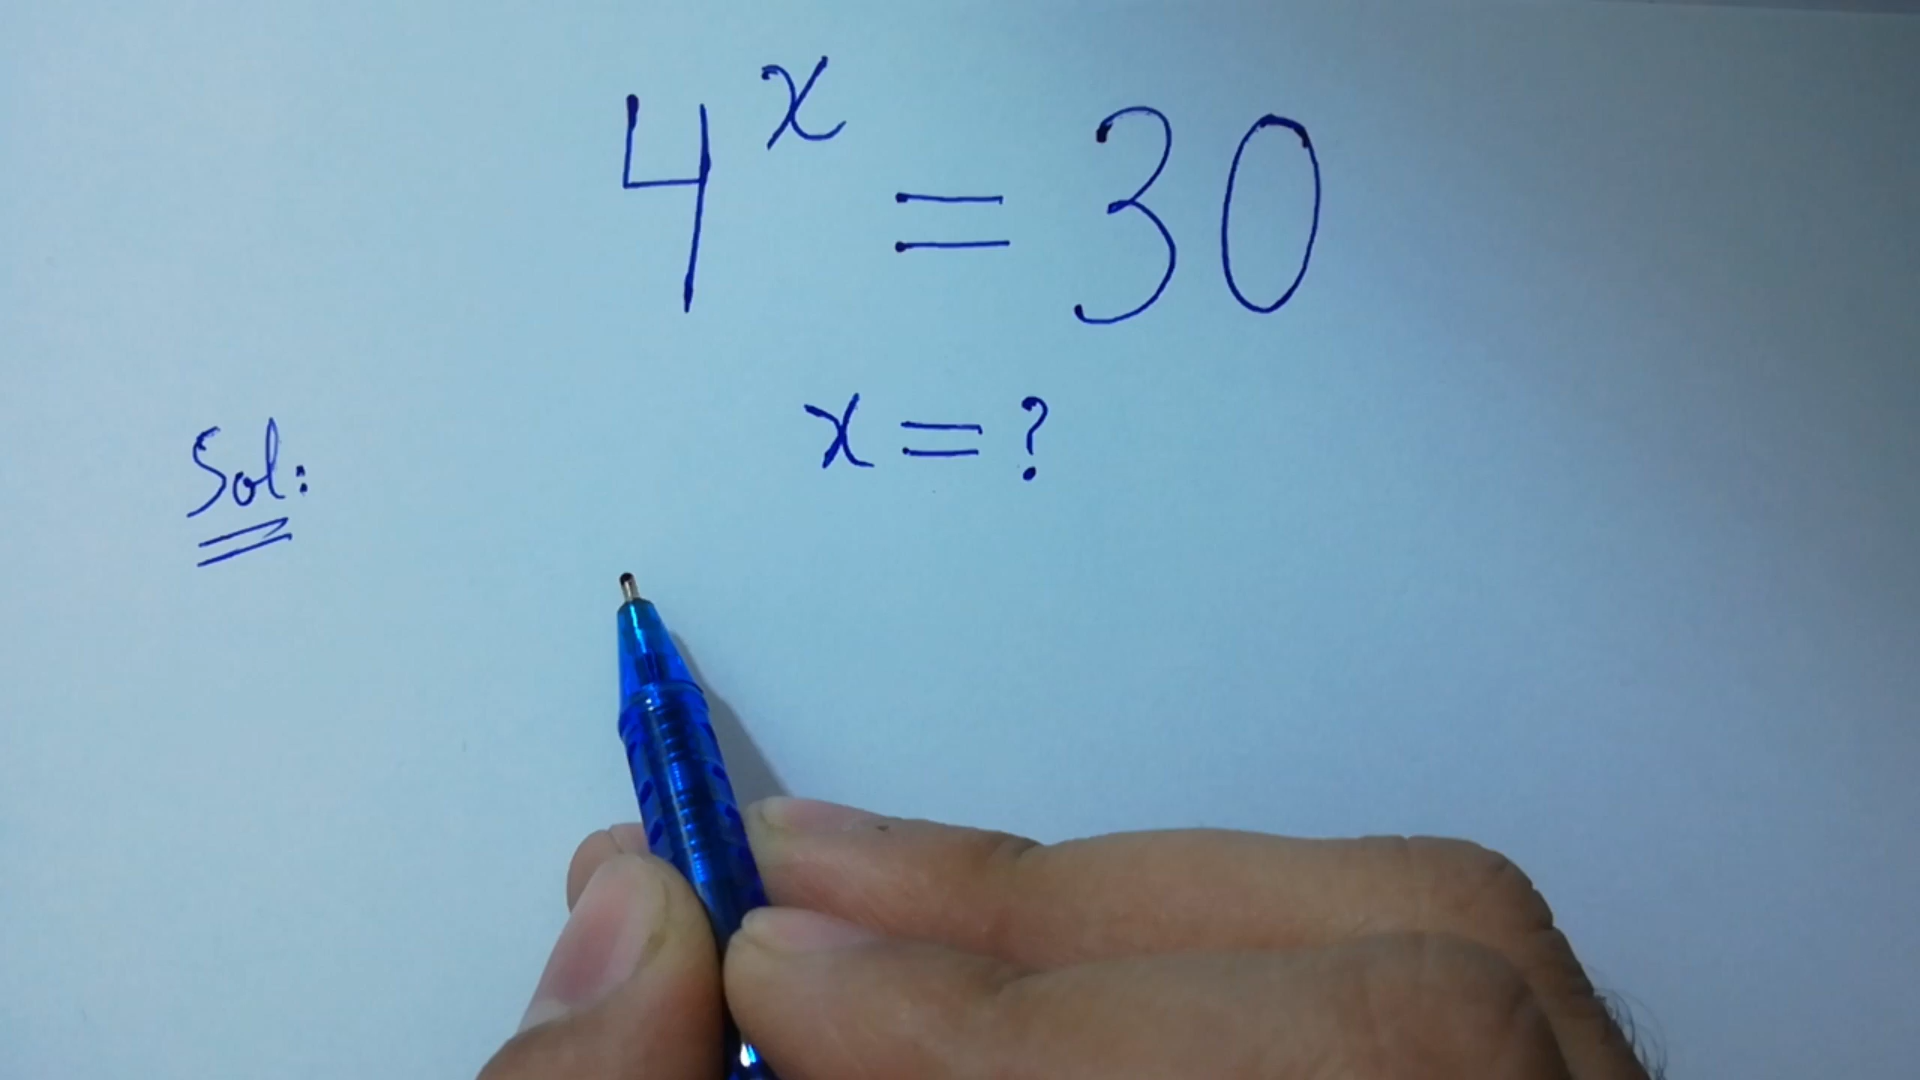 4^x = 30
x = ?
Sol: